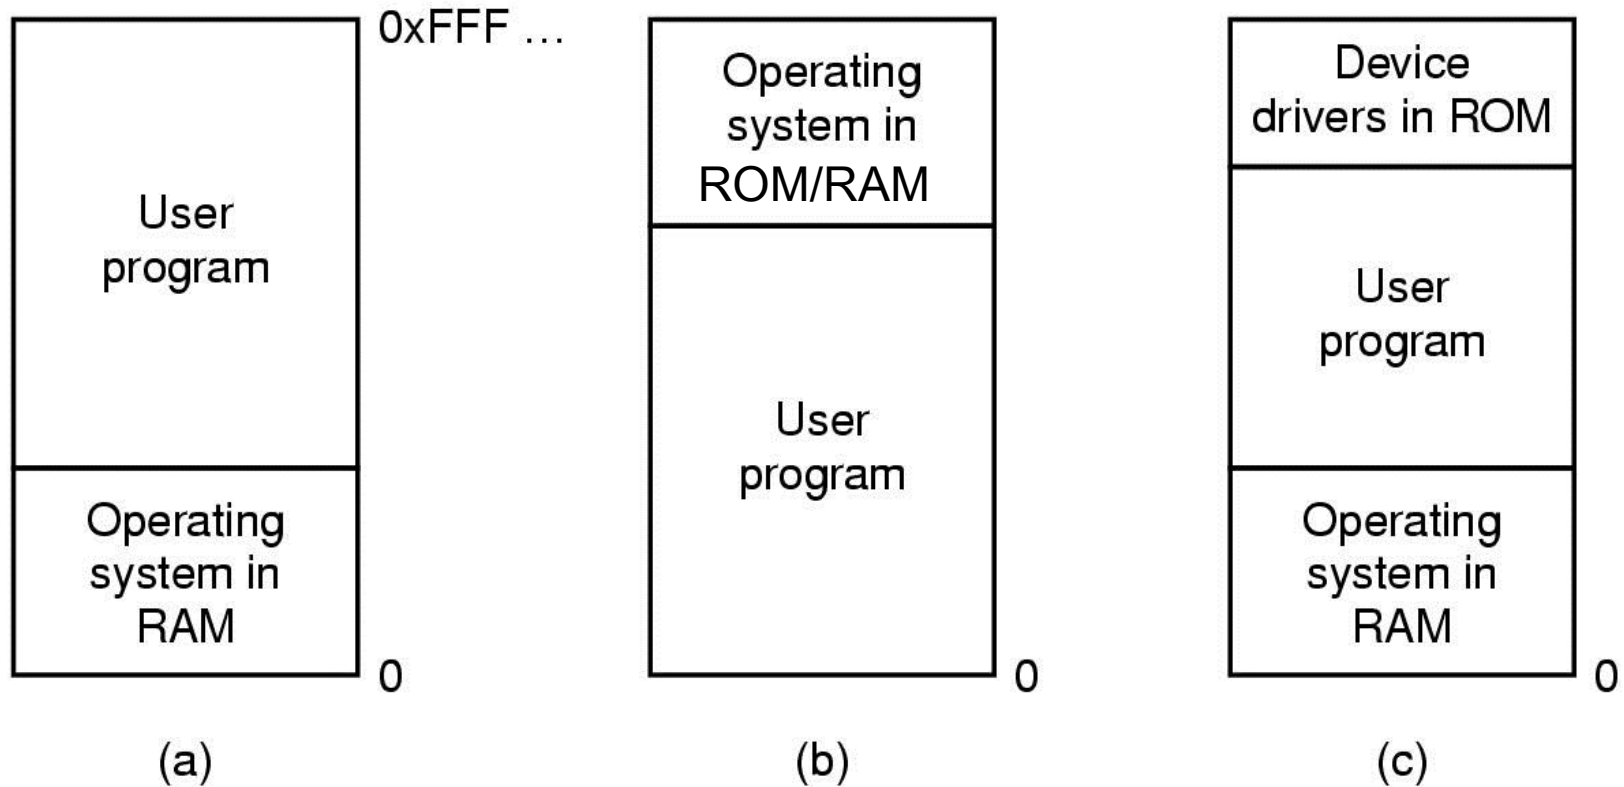 0xFFF ...
User
program
Operating
system in
RAM
0
(a)
Operating
system in
ROM/RAM
User
program
0
(b)
Device
drivers in ROM
User
program
Operating
system in
RAM
0
(c)